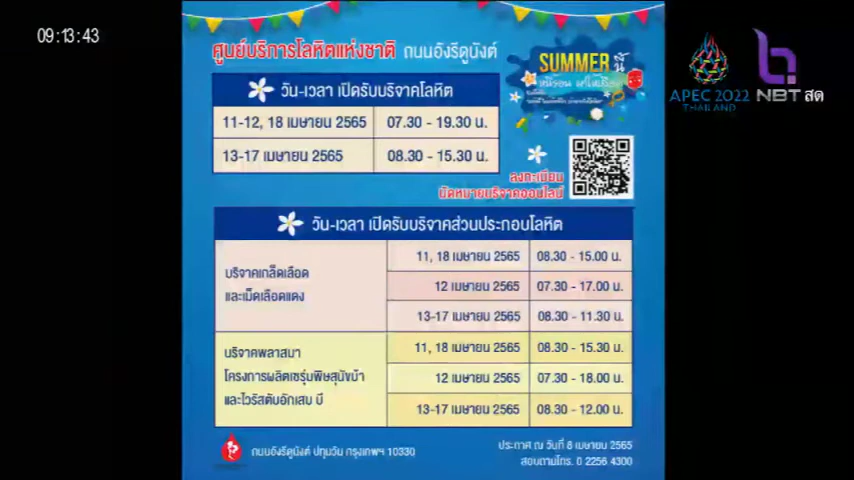 09:13:43
ศูนย์บริการโลหิตแห่งชาติ ถนนอังรีดูนังต์
SUMMER นี้
APEC 2022
THAILAND
NBT สด
วัน-เวลา เปิดรับบริจาคโลหิต
11-12, 18 เมษายน 2565 07.30 - 19.30 น.
13-17 เมษายน 2565 08.30 - 15.30 น.
ลงทะเบียน
นัดหมายบริจาคออนไลน์
วัน-เวลา เปิดรับบริจาคส่วนประกอบโลหิต
บริจาคเกล็ดเลือด
และเม็ดเลือดแดง
11, 18 เมษายน 2565 08.30 - 15.00 น.
12 เมษายน 2565 07.30 - 17.00 น.
13-17 เมษายน 2565 08.30 - 11.30 น.
บริจาคพลาสมา
โครงการผลิตเซรุ่มพิษสุนัขบ้า
และไวรัสตับอักเสบ บี
11, 18 เมษายน 2565 08.30 - 15.30 น.
12 เมษายน 2565 07.30 - 18.00 น.
13-17 เมษายน 2565 08.30 - 12.00 น.
ถนนอังรีดูนังต์ ปทุมวัน กรุงเทพฯ 10330
ประกาศ ณ วันที่ 8 เมษายน 2565
สอบถามโทร. 0 2256 4300